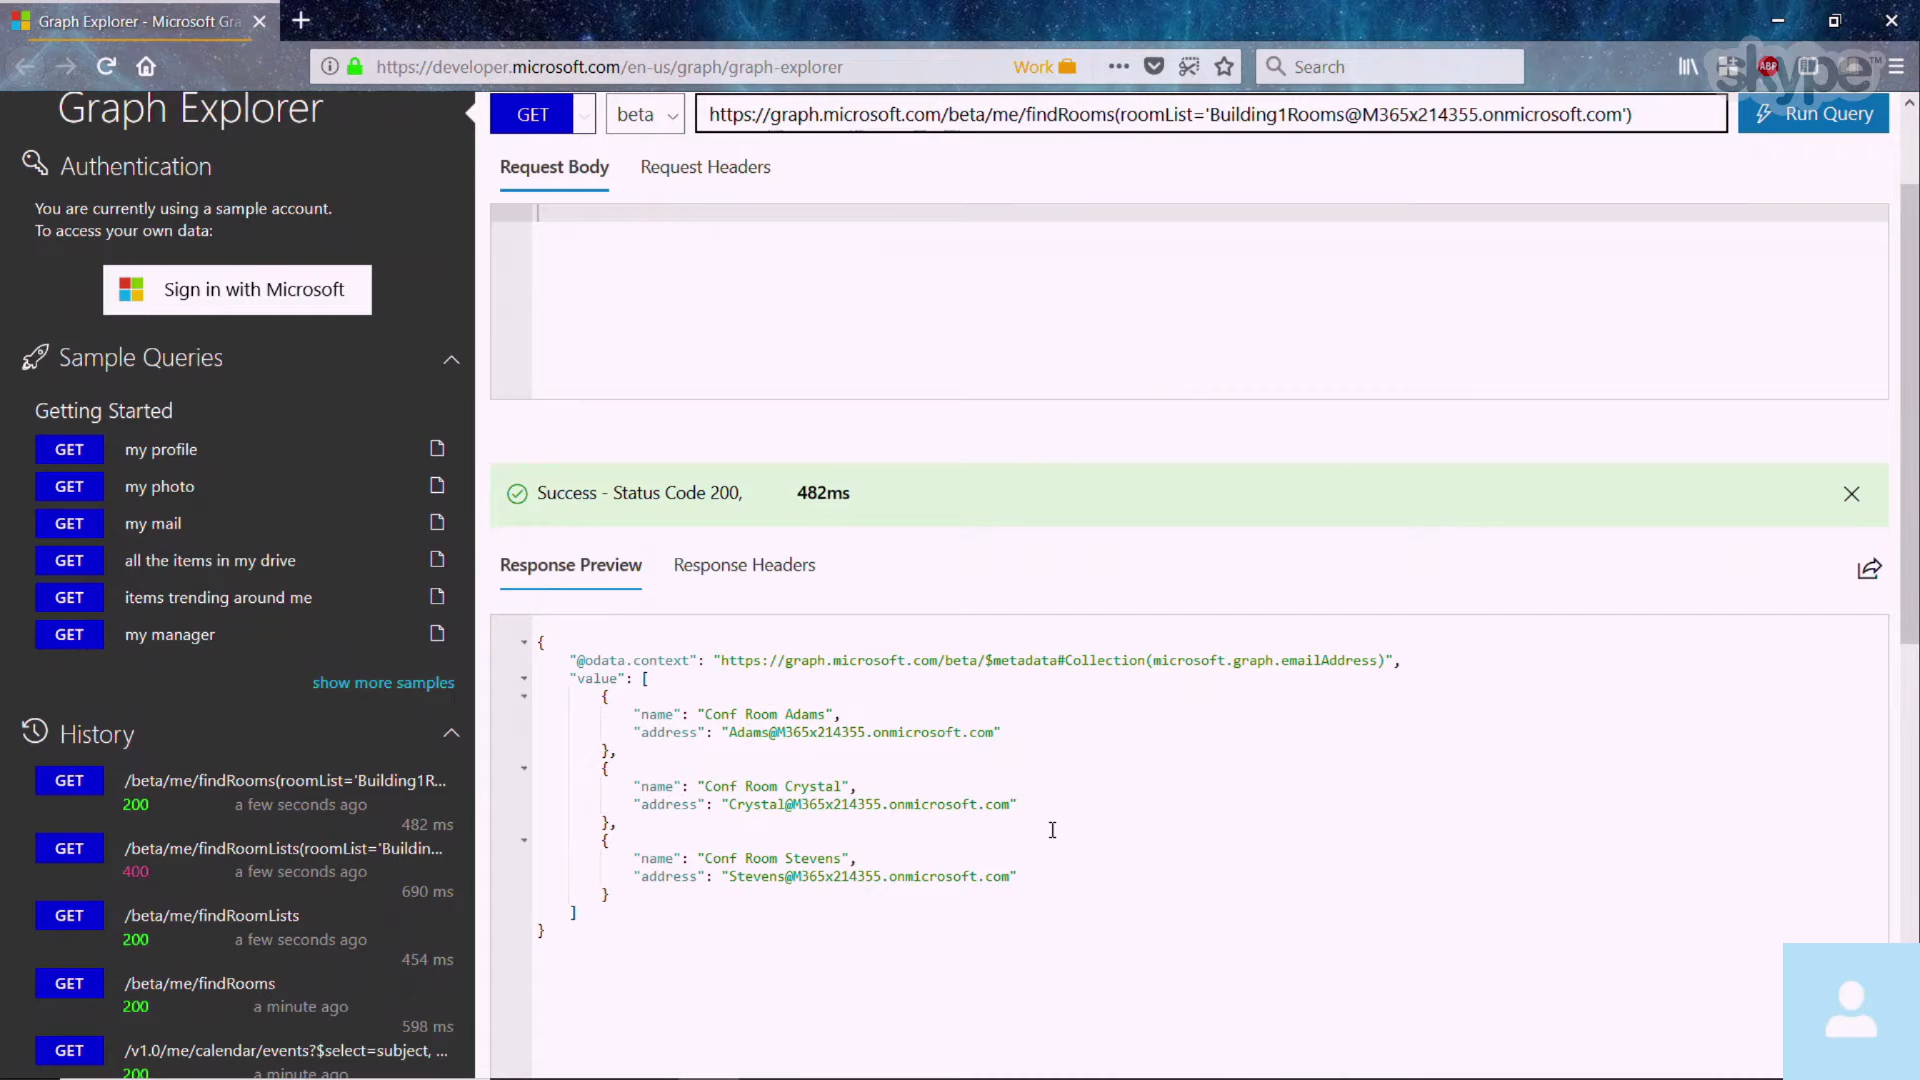 Graph Explorer - Microsoft Gra
https://developer.microsoft.com/en-us/graph/graph-explorer
Work
Search
ABP
skype™
Graph Explorer
Authentication
You are currently using a sample account.
To access your own data:
Sign in with Microsoft
Sample Queries
Getting Started
GET my profile
GET my photo
GET my mail
GET all the items in my drive
GET items trending around me
GET my manager
show more samples
History
GET /beta/me/findRooms(roomList='Building1R...
200 a few seconds ago
482 ms
GET /beta/me/findRoomLists(roomList='Buildin...
400 a few seconds ago
690 ms
GET /beta/me/findRoomLists
200 a few seconds ago
454 ms
GET /beta/me/findRooms
200 a minute ago
598 ms
GET /v1.0/me/calendar/events?$select=subject, ...
200 a minute ago
GET beta https://graph.microsoft.com/beta/me/findRooms(roomList='Building1Rooms@M365x214355.onmicrosoft.com') Run Query
Request Body Request Headers
Success - Status Code 200, 482ms
Response Preview Response Headers
{
"@odata.context": "https://graph.microsoft.com/beta/$metadata#Collection(microsoft.graph.emailAddress)",
"value": [
{
"name": "Conf Room Adams",
"address": "Adams@M365x214355.onmicrosoft.com"
},
{
"name": "Conf Room Crystal",
"address": "Crystal@M365x214355.onmicrosoft.com"
},
{
"name": "Conf Room Stevens",
"address": "Stevens@M365x214355.onmicrosoft.com"
}
]
}